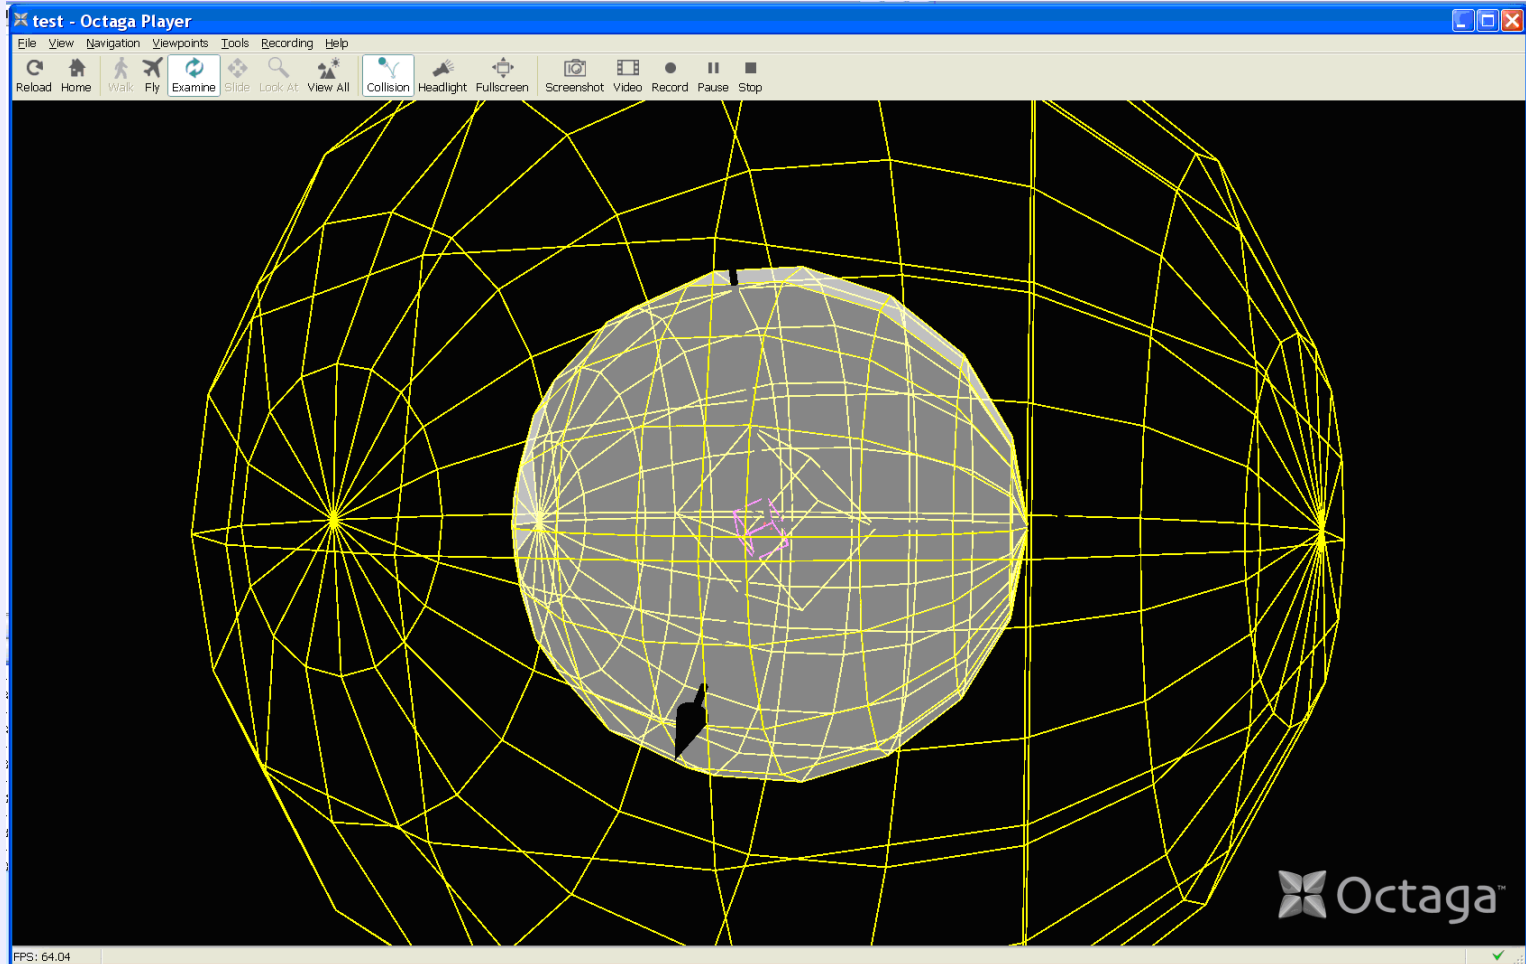 test - Octaga Player
File View Navigation Viewpoints Tools Recording Help
Reload Home Walk Fly Examine Slide Look At View All Collision Headlight Fullscreen Screenshot Video Record Pause Stop
Octaga™
FPS: 64.04